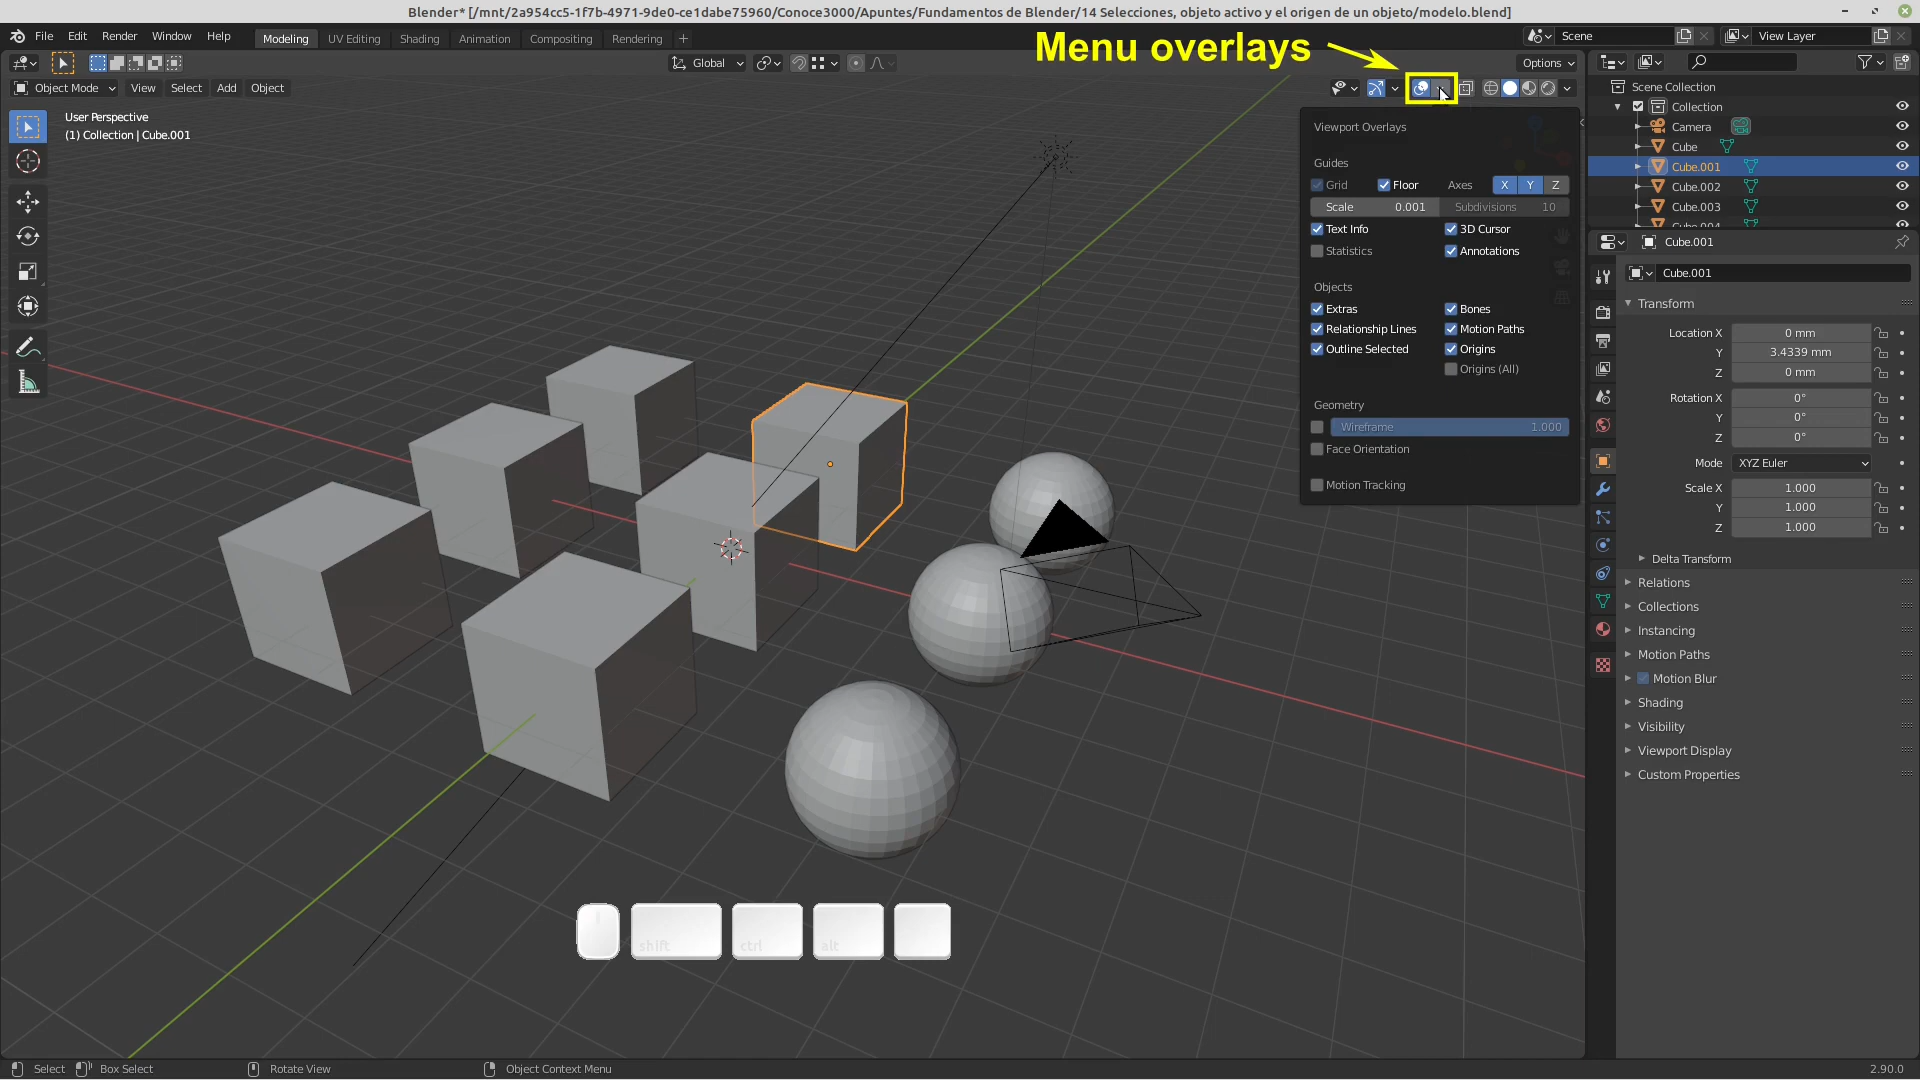 Blender* [/mnt/2a954cc5-1f7b-4971-9de0-ce1dabe75960/Conoce3000/Apuntes/Fundamentos de Blender/14 Selecciones, objeto activo y el origen de un objeto/modelo.blend]
File Edit Render Window Help Modeling UV Editing Shading Animation Compositing Rendering + Scene View Layer
Menu overlays
Global Options
Object Mode View Select Add Object
User Perspective
(1) Collection | Cube.001
Viewport Overlays
Guides
Grid Floor Axes X Y Z
Scale 0.001 Subdivisions 10
Text Info 3D Cursor
Statistics Annotations
Objects
Extras Bones
Relationship Lines Motion Paths
Outline Selected Origins
Origins (All)
Geometry
Wireframe 1.000
Face Orientation
Motion Tracking
Scene Collection
Collection
Camera
Cube
Cube.001
Cube.002
Cube.003
Cube.004
Cube.001
Cube.001
Transform
Location X 0 mm
Y 3.4339 mm
Z 0 mm
Rotation X 0°
Y 0°
Z 0°
Mode XYZ Euler
Scale X 1.000
Y 1.000
Z 1.000
Delta Transform
Relations
Collections
Instancing
Motion Paths
Motion Blur
Shading
Visibility
Viewport Display
Custom Properties
shift ctrl alt
Select Box Select Rotate View Object Context Menu 2.90.0